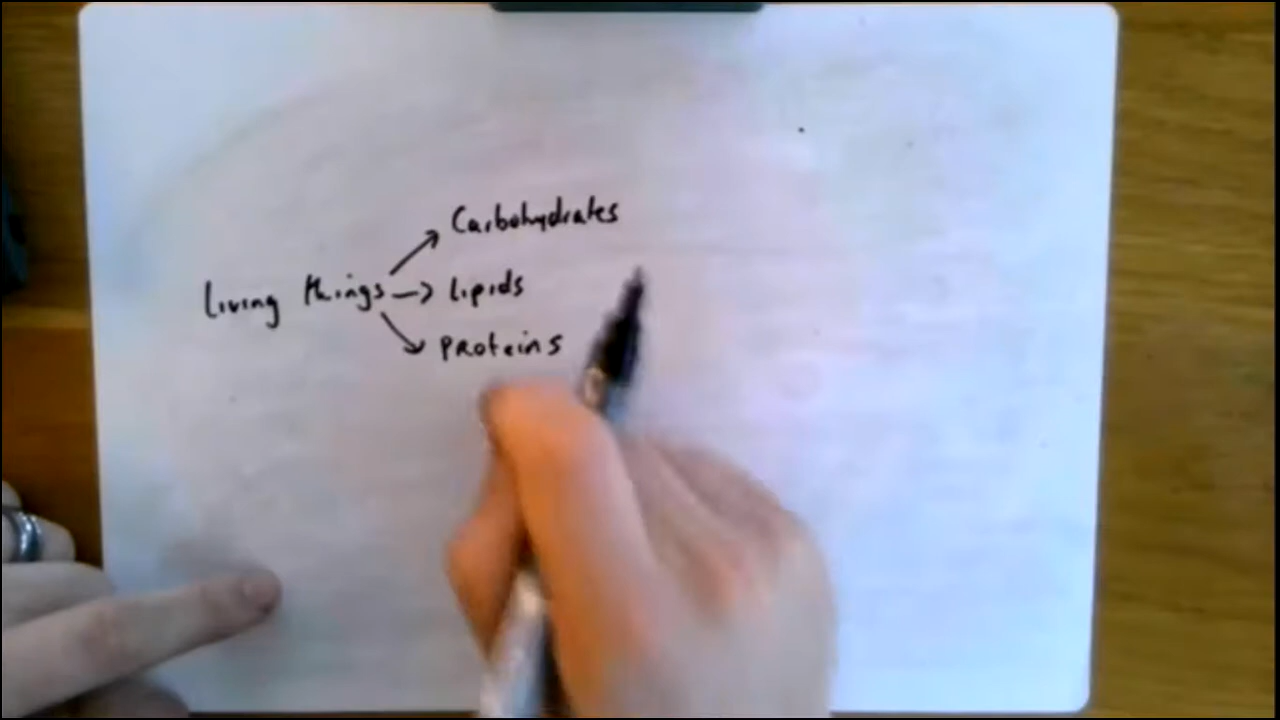 Carbohydrates
living things → lipids
proteins